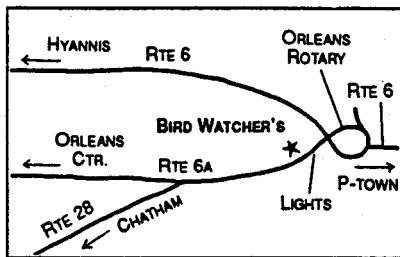 HYANNIS
RTE 6
ORLEANS
ROTARY
RTE 6
ORLEANS
CTR.
BIRD WATCHER'S
RTE 6A
P-TOWN
LIGHTS
RTE 28
CHATHAM